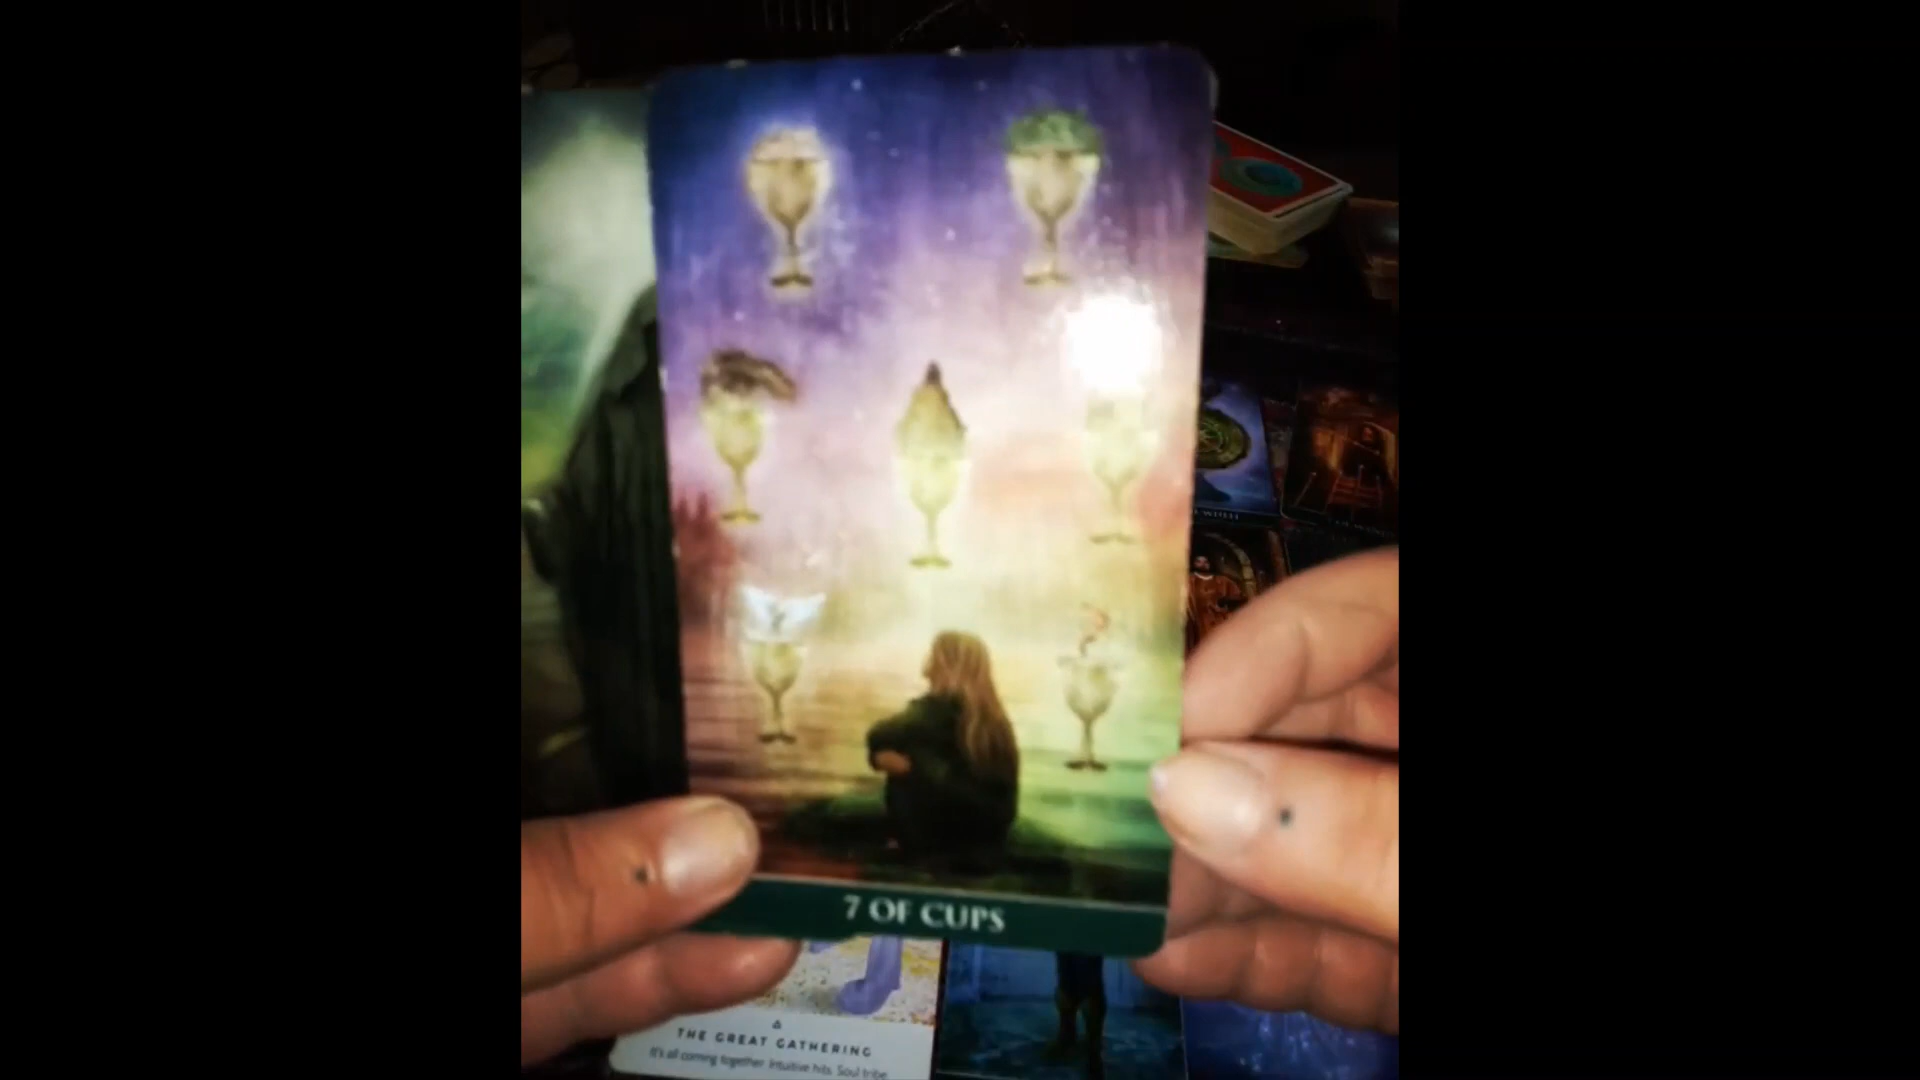 7 OF CUPS
THE GREAT GATHERING
It's all coming together. Intuitive hits. Soul tribe